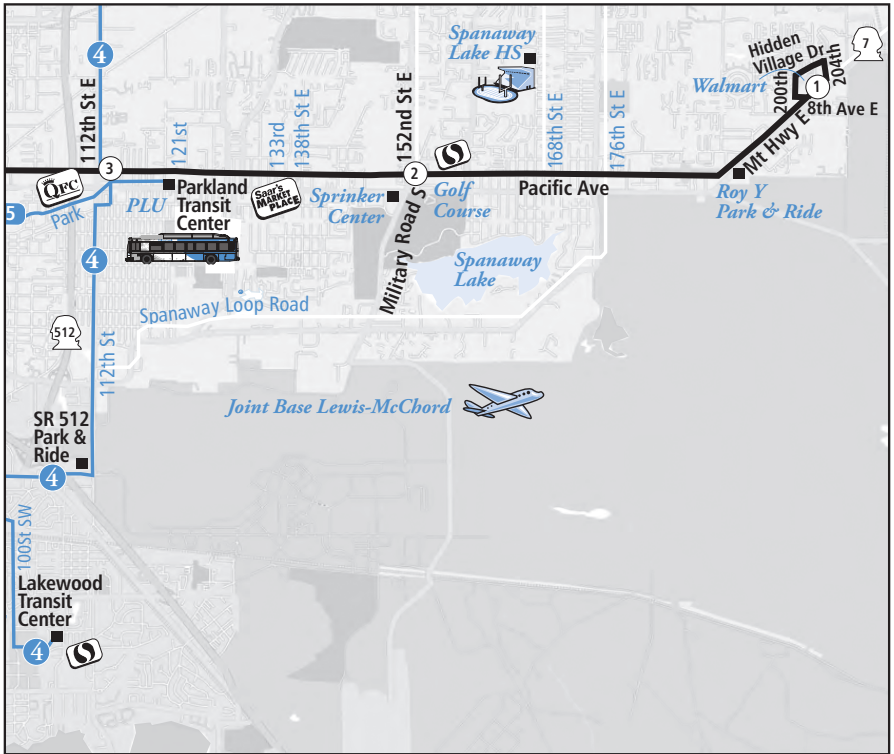 4
Spanaway
Lake HS
Hidden
Village Dr
7
204th
200th
Walmart
1
8th Ave E
112th St E
121st
133rd
138th St E
152nd St E
168th St E
176th St E
Mt Hwy E
3
2
QFC
Park
5
PLU
Parkland
Transit
Center
Saar's
MARKET
PLACE
Sprinker
Center
Military Road S
Golf
Course
Pacific Ave
Roy Y
Park & Ride
4
Spanaway
Lake
Spanaway Loop Road
512
112th St
Joint Base Lewis-McChord
SR 512
Park &
Ride
4
100St SW
Lakewood
Transit
Center
4